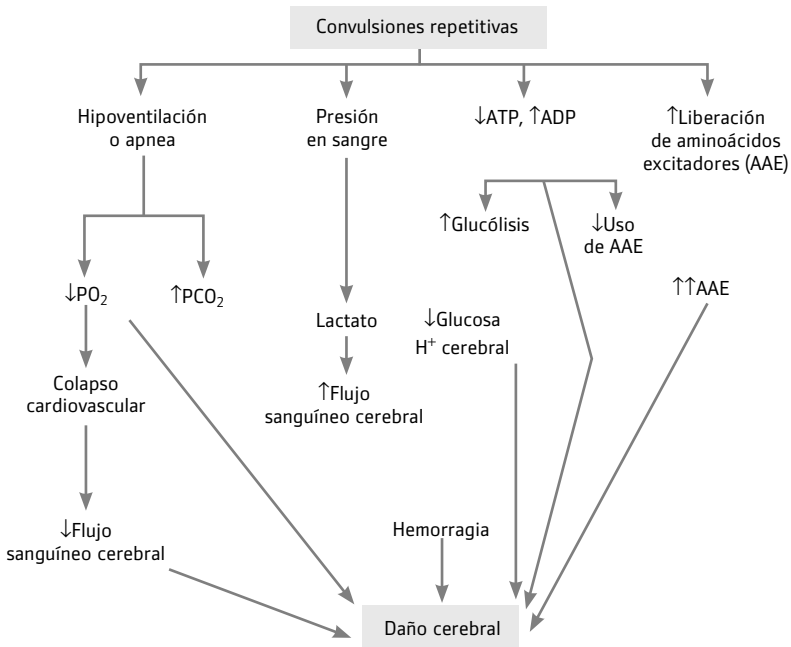 Convulsiones repetitivas
Hipoventilación
o apnea
Presión
en sangre
↓ATP, ↑ADP
↑Liberación
de aminoácidos
excitadores (AAE)
↑Glucólisis
↓Uso
de AAE
↓PO₂
↑PCO₂
↑↑AAE
Lactato
↓Glucosa
H⁺ cerebral
Colapso
cardiovascular
↑Flujo
sanguíneo cerebral
↓Flujo
sanguíneo cerebral
Hemorragia
Daño cerebral